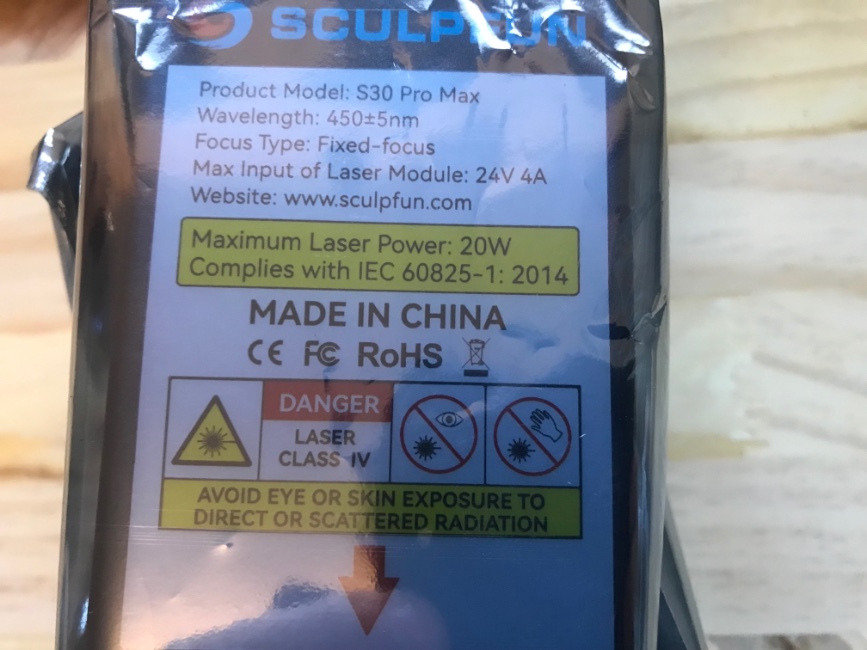 SCULPFUN
Product Model: S30 Pro Max
Wavelength: 450±5nm
Focus Type: Fixed-focus
Max Input of Laser Module: 24V 4A
Website: www.sculpfun.com
Maximum Laser Power: 20W
Complies with IEC 60825-1: 2014
MADE IN CHINA
CE FC RoHS
DANGER
LASER
CLASS IV
AVOID EYE OR SKIN EXPOSURE TO
DIRECT OR SCATTERED RADIATION